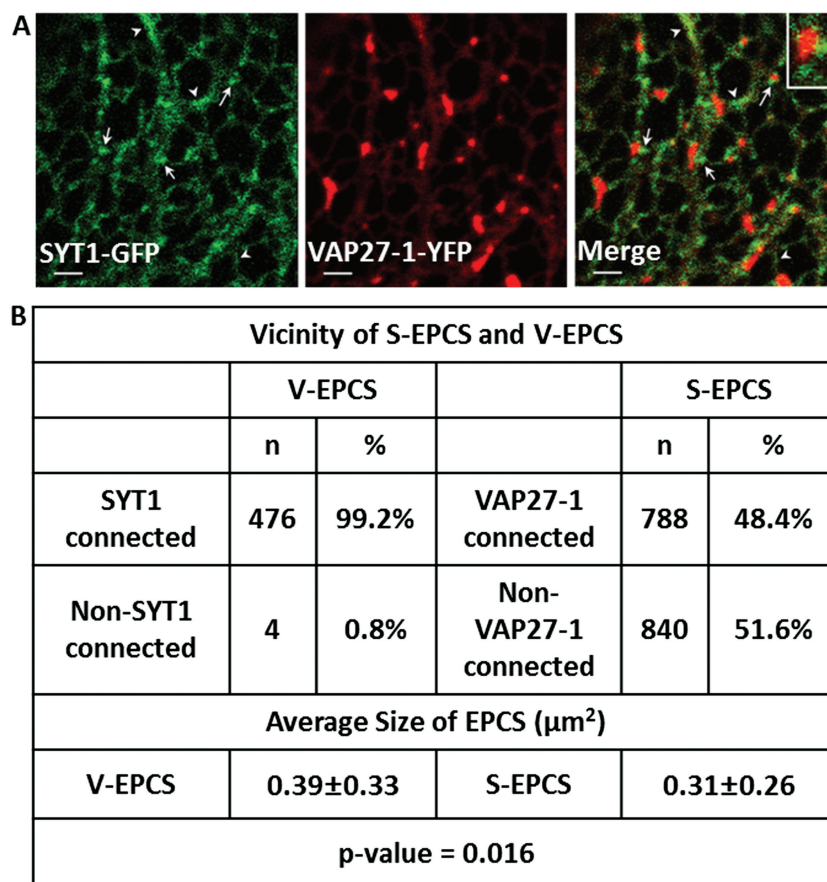 A
SYT1-GFP
VAP27-1-YFP
Merge
B
Vicinity of S-EPCS and V-EPCS
V-EPCS
S-EPCS
n
%
n
%
SYT1
connected
476
99.2%
VAP27-1
connected
788
48.4%
Non-SYT1
connected
4
0.8%
Non-
VAP27-1
connected
840
51.6%
Average Size of EPCS (µm²)
V-EPCS
0.39±0.33
S-EPCS
0.31±0.26
p-value = 0.016